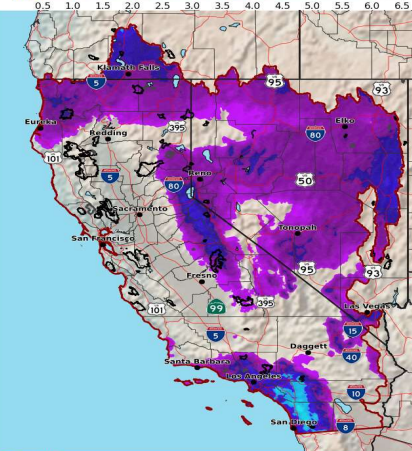 0.5 1.0 1.5 2.0 2.5 3.0 3.5 4.0 4.5 5.0 5.5 6.0 6.5
Klamath Falls
5
95
93
Eureka
Redding
395
80
Elko
101
5
80
Reno
50
Sacramento
San Francisco
Tonopah
95
93
Fresno
101
99
395
Las Vegas
5
15
Daggett
40
Santa Barbara
Los Angeles
10
San Diego
8